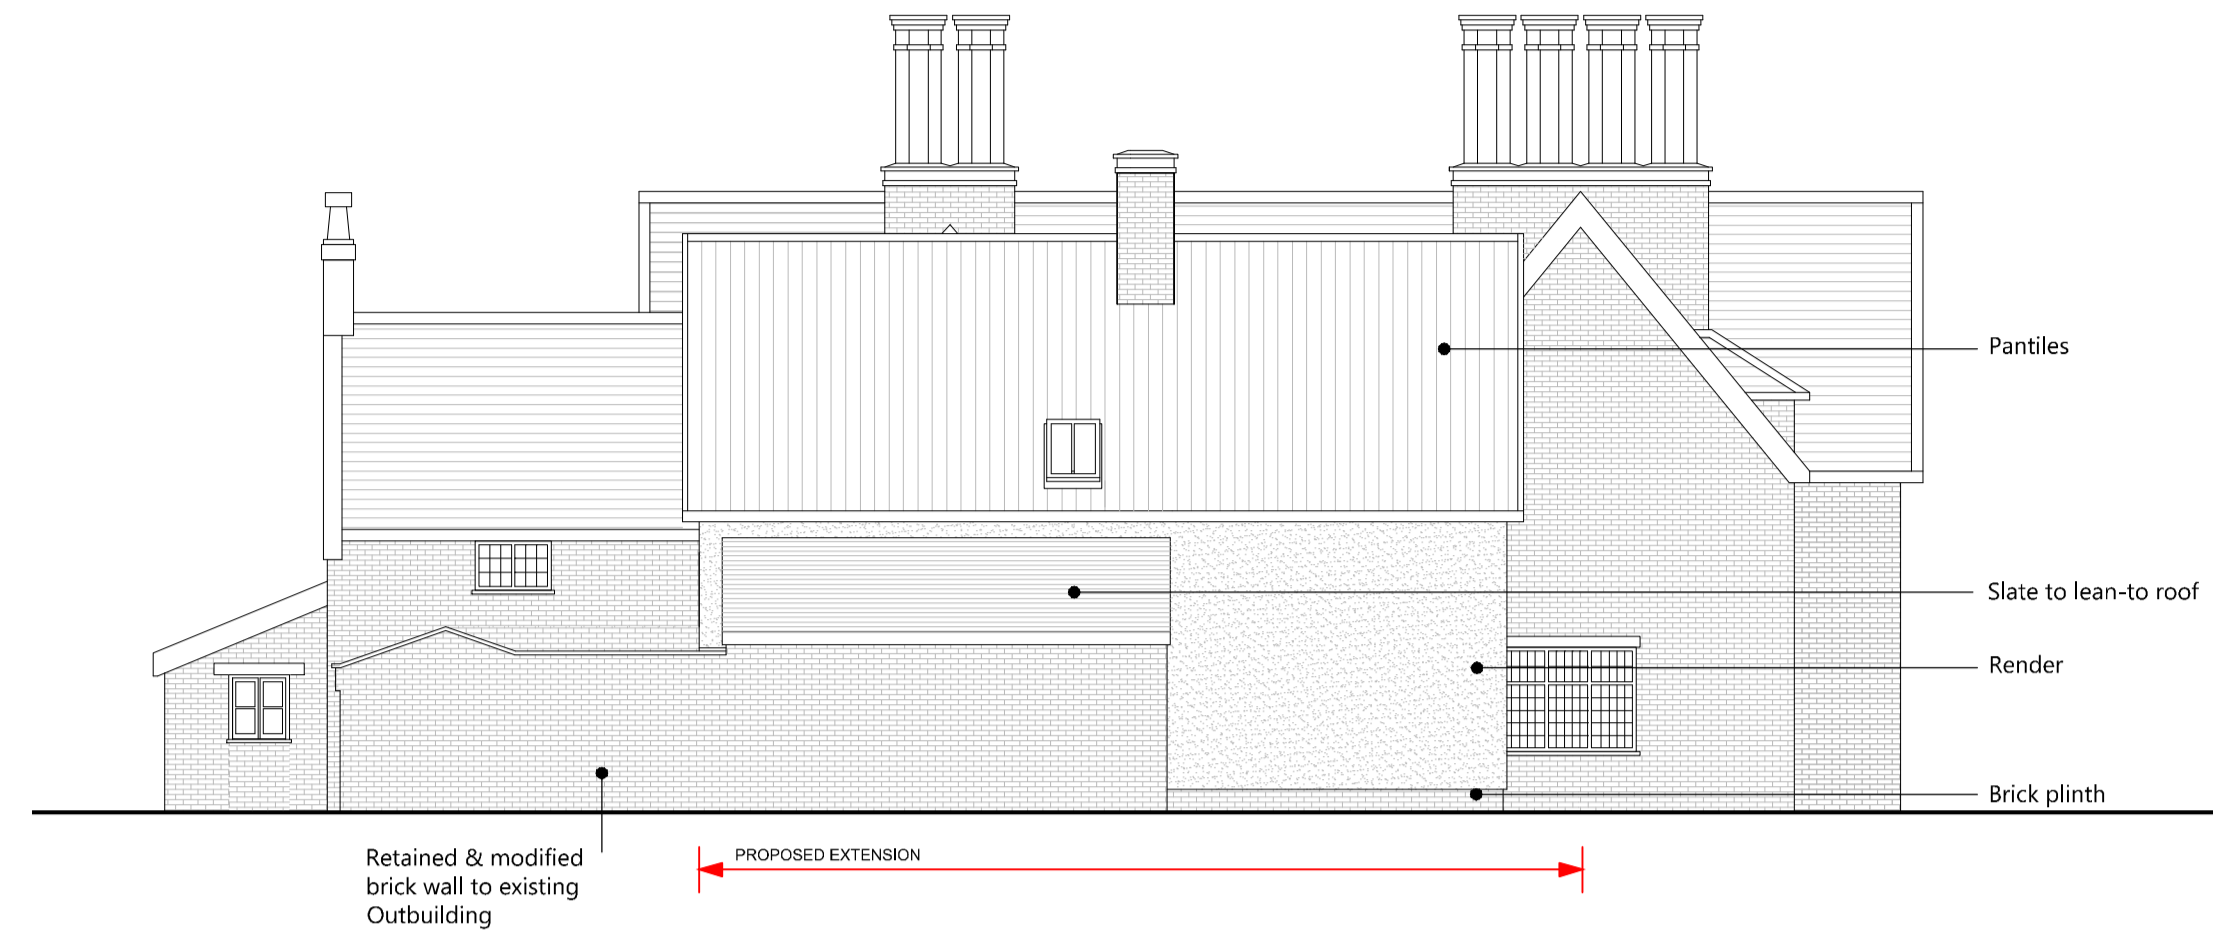 Pantiles
Slate to lean-to roof
Render
Brick plinth
PROPOSED EXTENSION
Retained & modified
brick wall to existing
Outbuilding